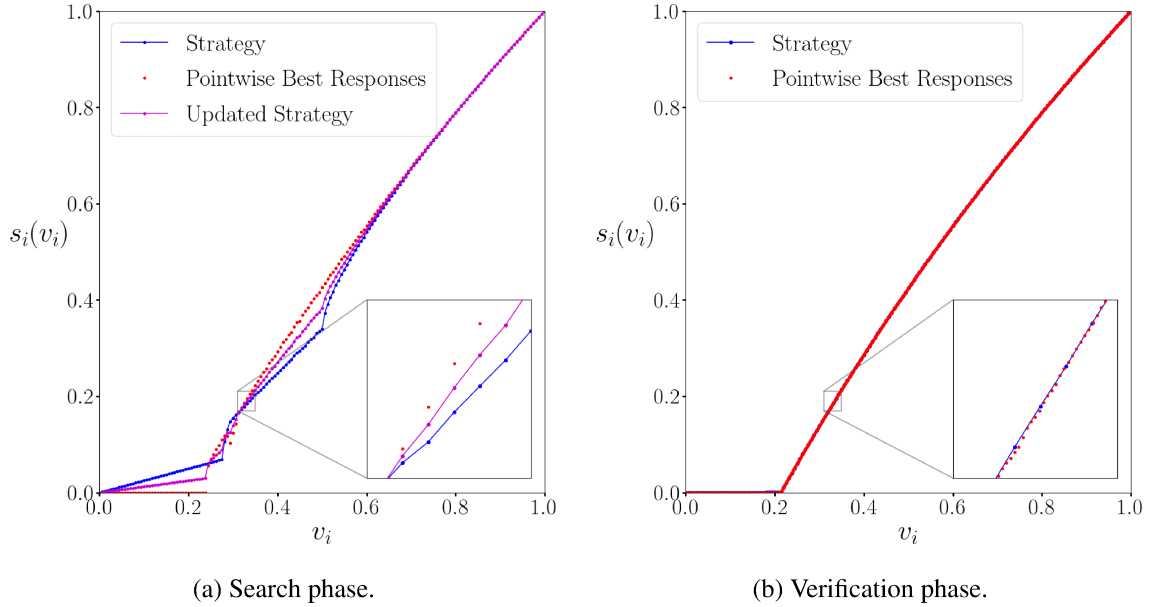 Strategy
Pointwise Best Responses
Updated Strategy
1.0
0.8
0.6
0.4
0.2
0.0
s_i(v_i)
0.0 0.2 0.4 0.6 0.8 1.0
v_i
(a) Search phase.
Strategy
Pointwise Best Responses
1.0
0.8
0.6
0.4
0.2
0.0
s_i(v_i)
0.0 0.2 0.4 0.6 0.8 1.0
v_i
(b) Verification phase.